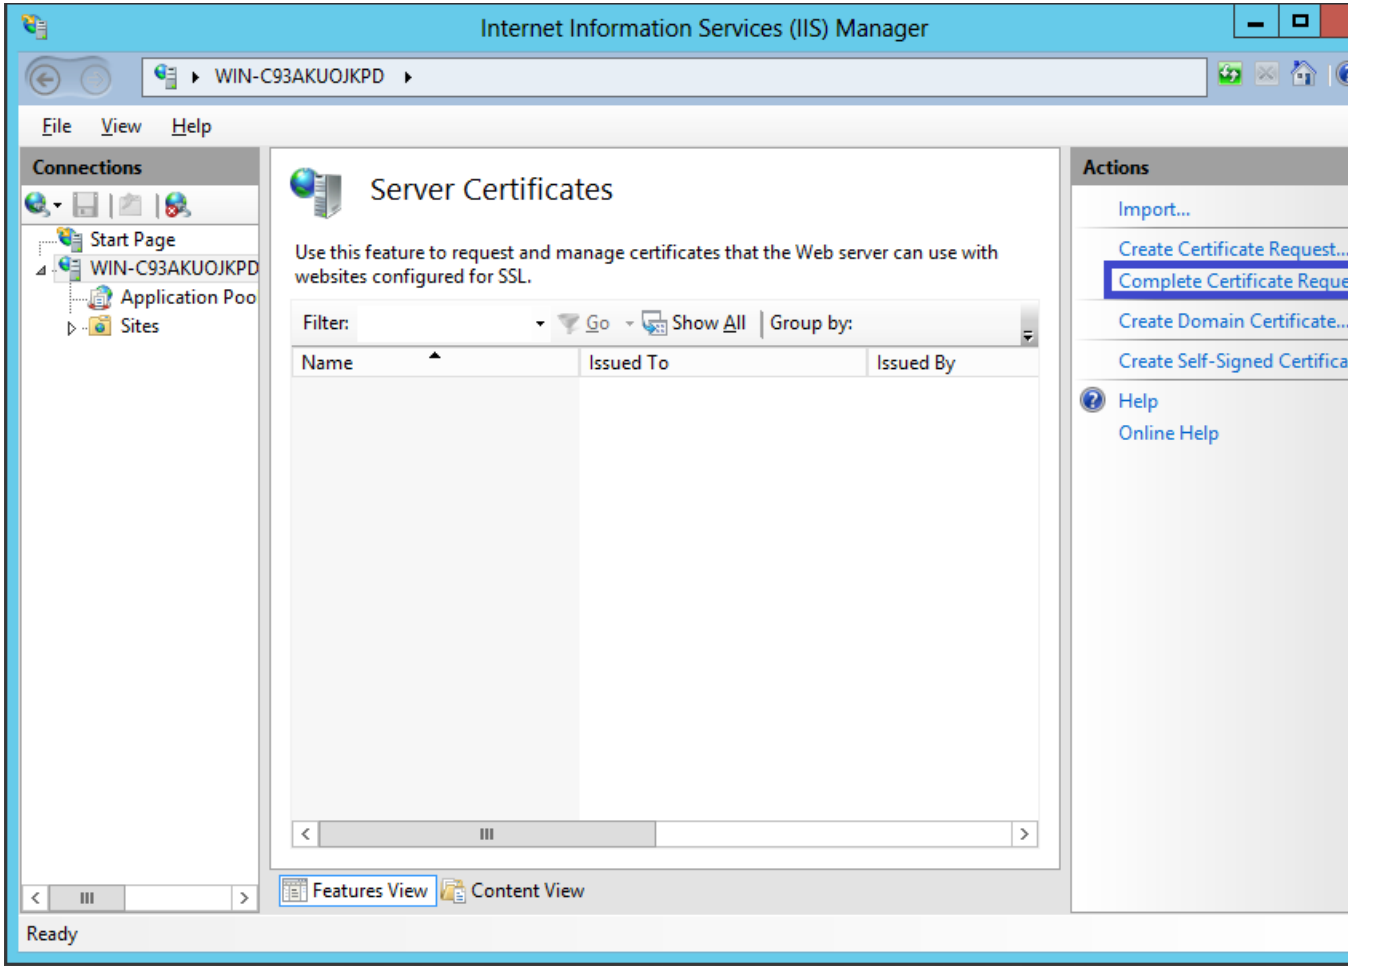 Internet Information Services (IIS) Manager
WIN-C93AKUOJKPD
File View Help
Connections
Start Page
WIN-C93AKUOJKPD
Application Poo
Sites
Server Certificates
Use this feature to request and manage certificates that the Web server can use with
websites configured for SSL.
Filter: Go Show All Group by:
Name Issued To Issued By
Features View Content View
Actions
Import...
Create Certificate Request...
Complete Certificate Reque
Create Domain Certificate...
Create Self-Signed Certifica
Help
Online Help
Ready